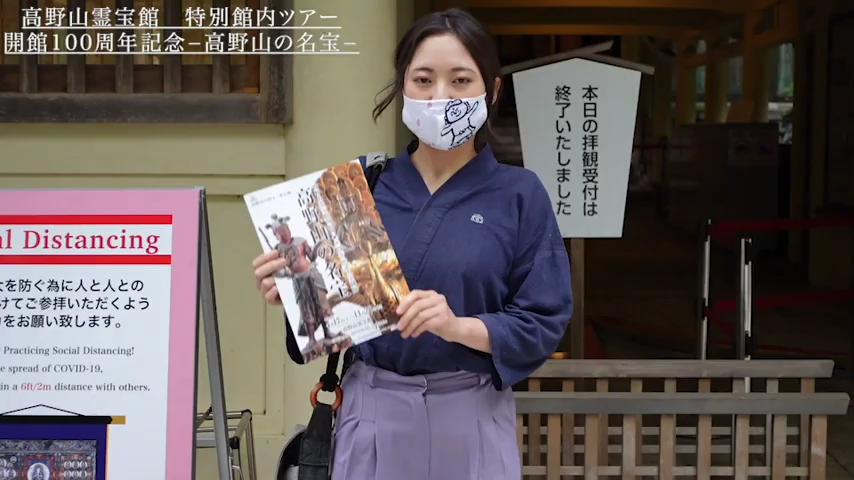 高野山霊宝館　特別館内ツアー
開館100周年記念–高野山の名宝–
本日の拝観受付は
終了いたしました
al Distancing
を防ぐ為に人と人との
けてご参拝いただくよう
をお願い致します。
Practicing Social Distancing!
e spread of COVID-19,
in a 6ft/2m distance with others.
高野山の名宝